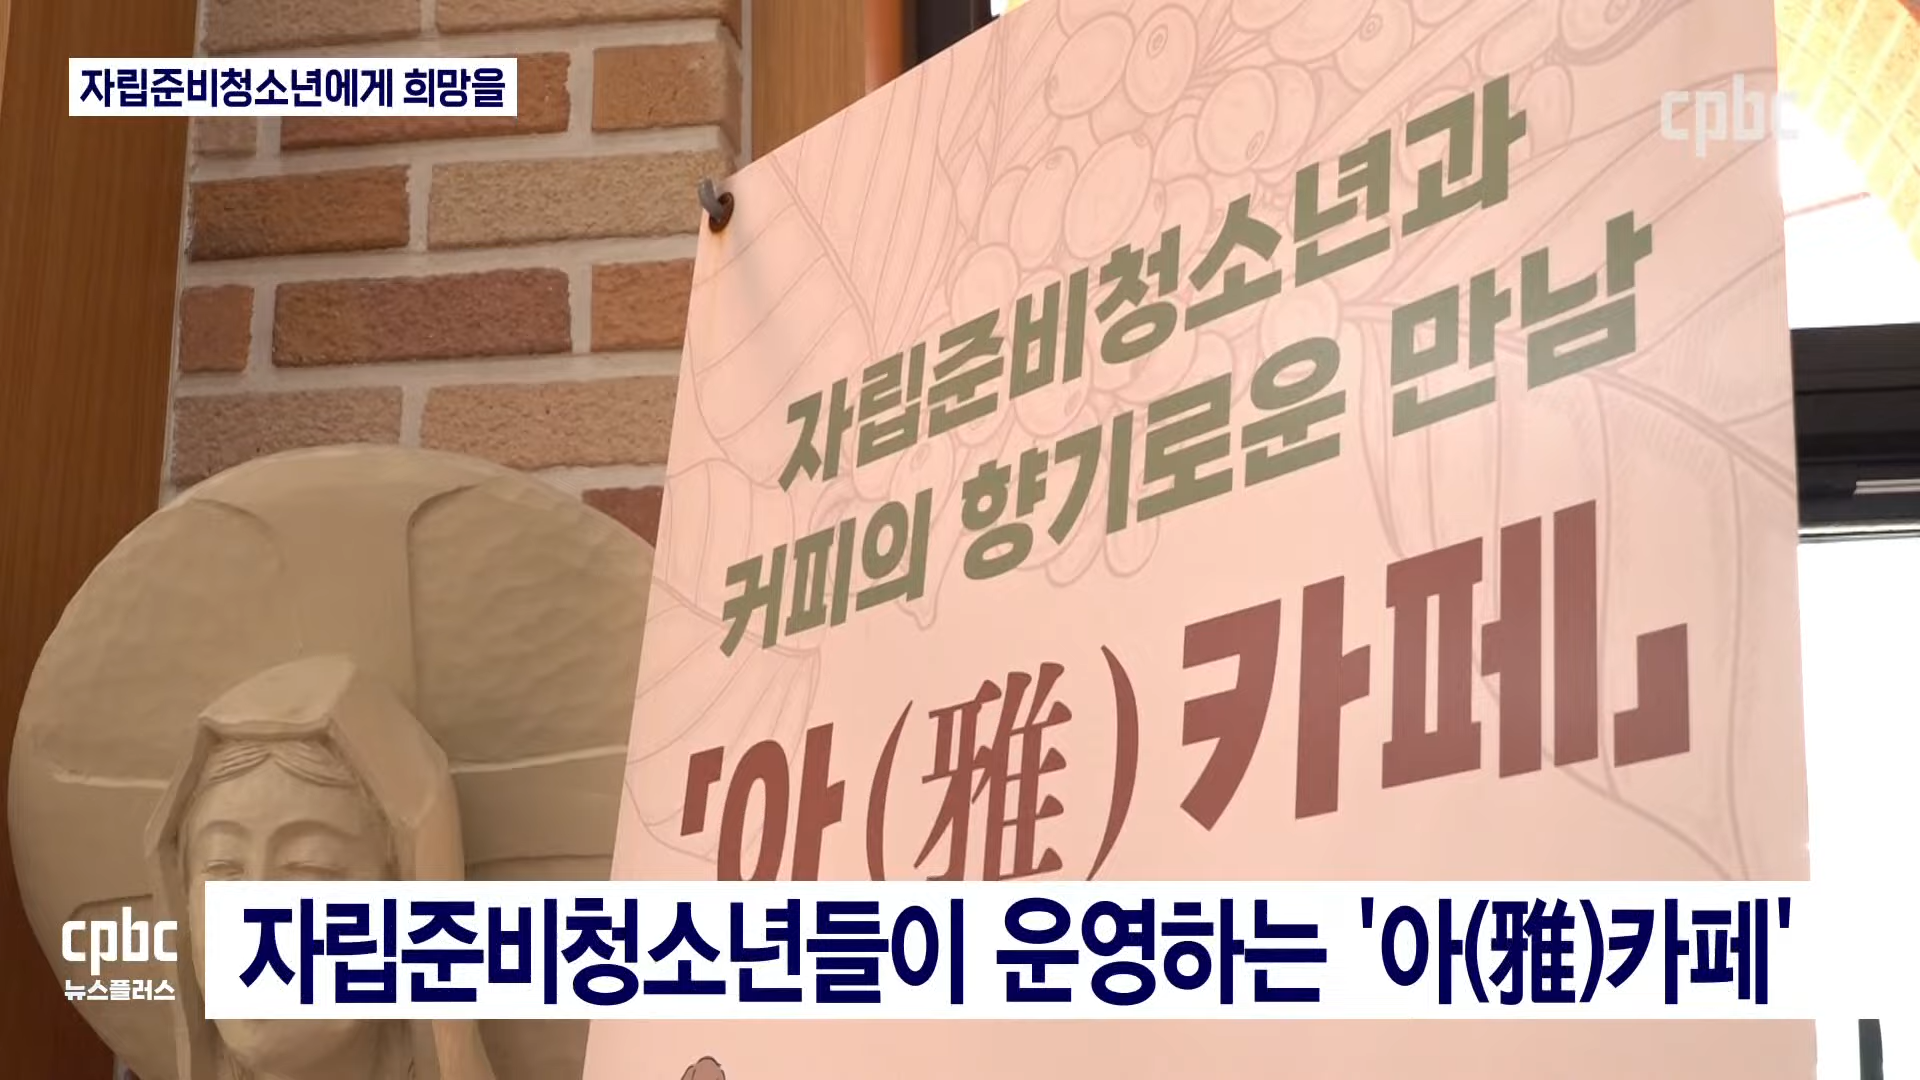 자립준비청소년에게 희망을
cpbc
자립준비청소년과
커피의 향기로운 만남
「아(雅)카페」
cpbc
뉴스플러스
자립준비청소년들이 운영하는 '아(雅)카페'